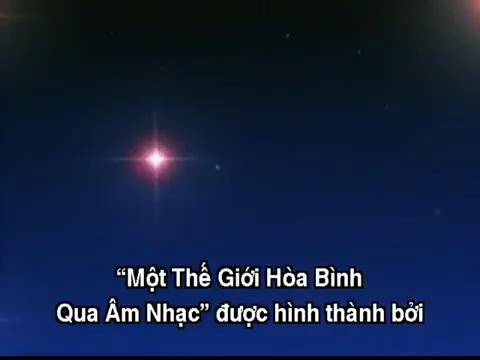 “Một Thế Giới Hòa Bình
Qua Âm Nhạc” được hình thành bởi